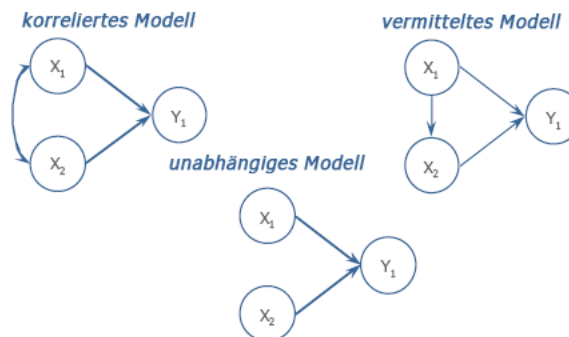 korreliertes Modell
X1
X2
Y1
vermitteltes Modell
X1
X2
Y1
unabhängiges Modell
X1
X2
Y1